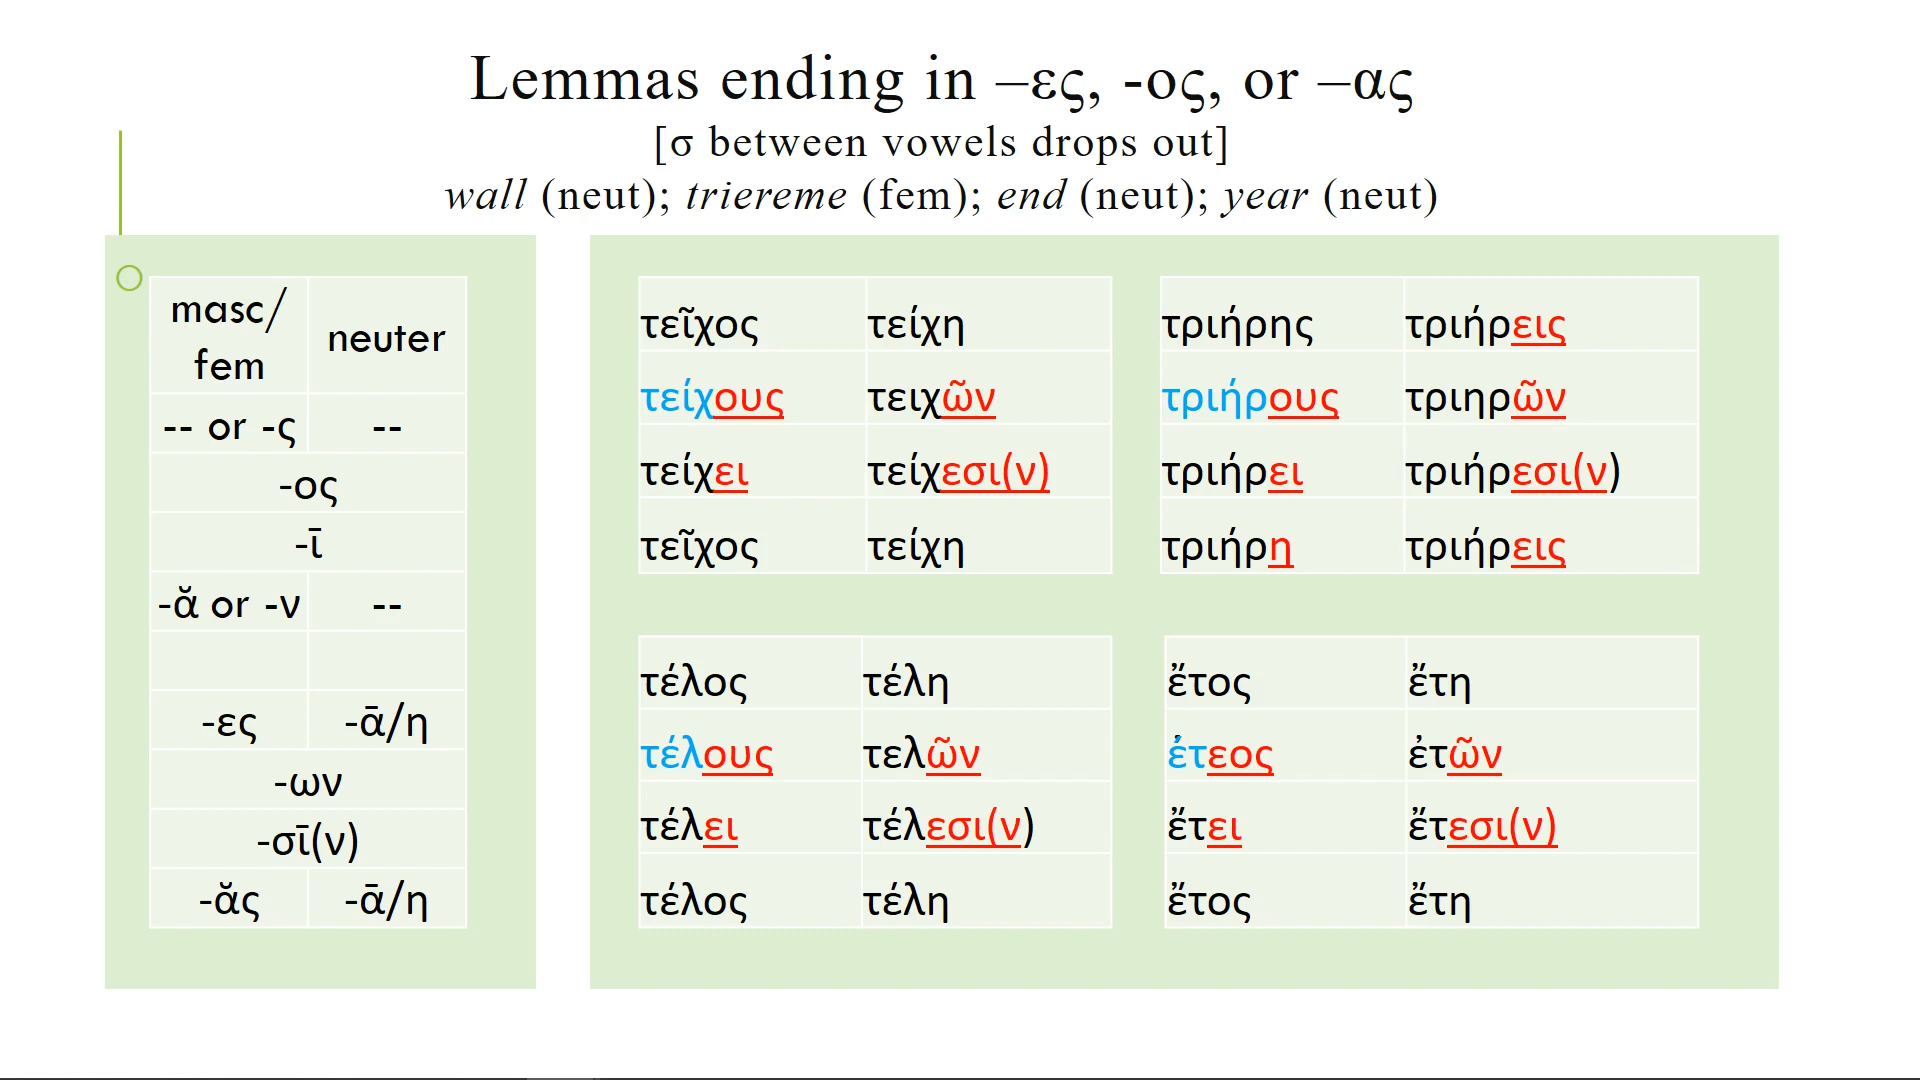 Lemmas ending in –ες, -ος, or –ας
[σ between vowels drops out]
wall (neut); triereme (fem); end (neut); year (neut)
masc/ fem neuter
-- or -ς --
-ος
-ῑ
-ᾰ or -ν --
-ες -ᾱ/η
-ων
-σῑ(ν)
-ᾰς -ᾱ/η
τεῖχος τείχη
τείχους τειχῶν
τείχει τείχεσι(ν)
τεῖχος τείχη
τριήρης τριήρεις
τριήρους τριηρῶν
τριήρει τριήρεσι(ν)
τριήρη τριήρεις
τέλος τέλη
τέλους τελῶν
τέλει τέλεσι(ν)
τέλος τέλη
ἔτος ἔτη
ἐτεος ἐτῶν
ἔτει ἔτεσι(ν)
ἔτος ἔτη